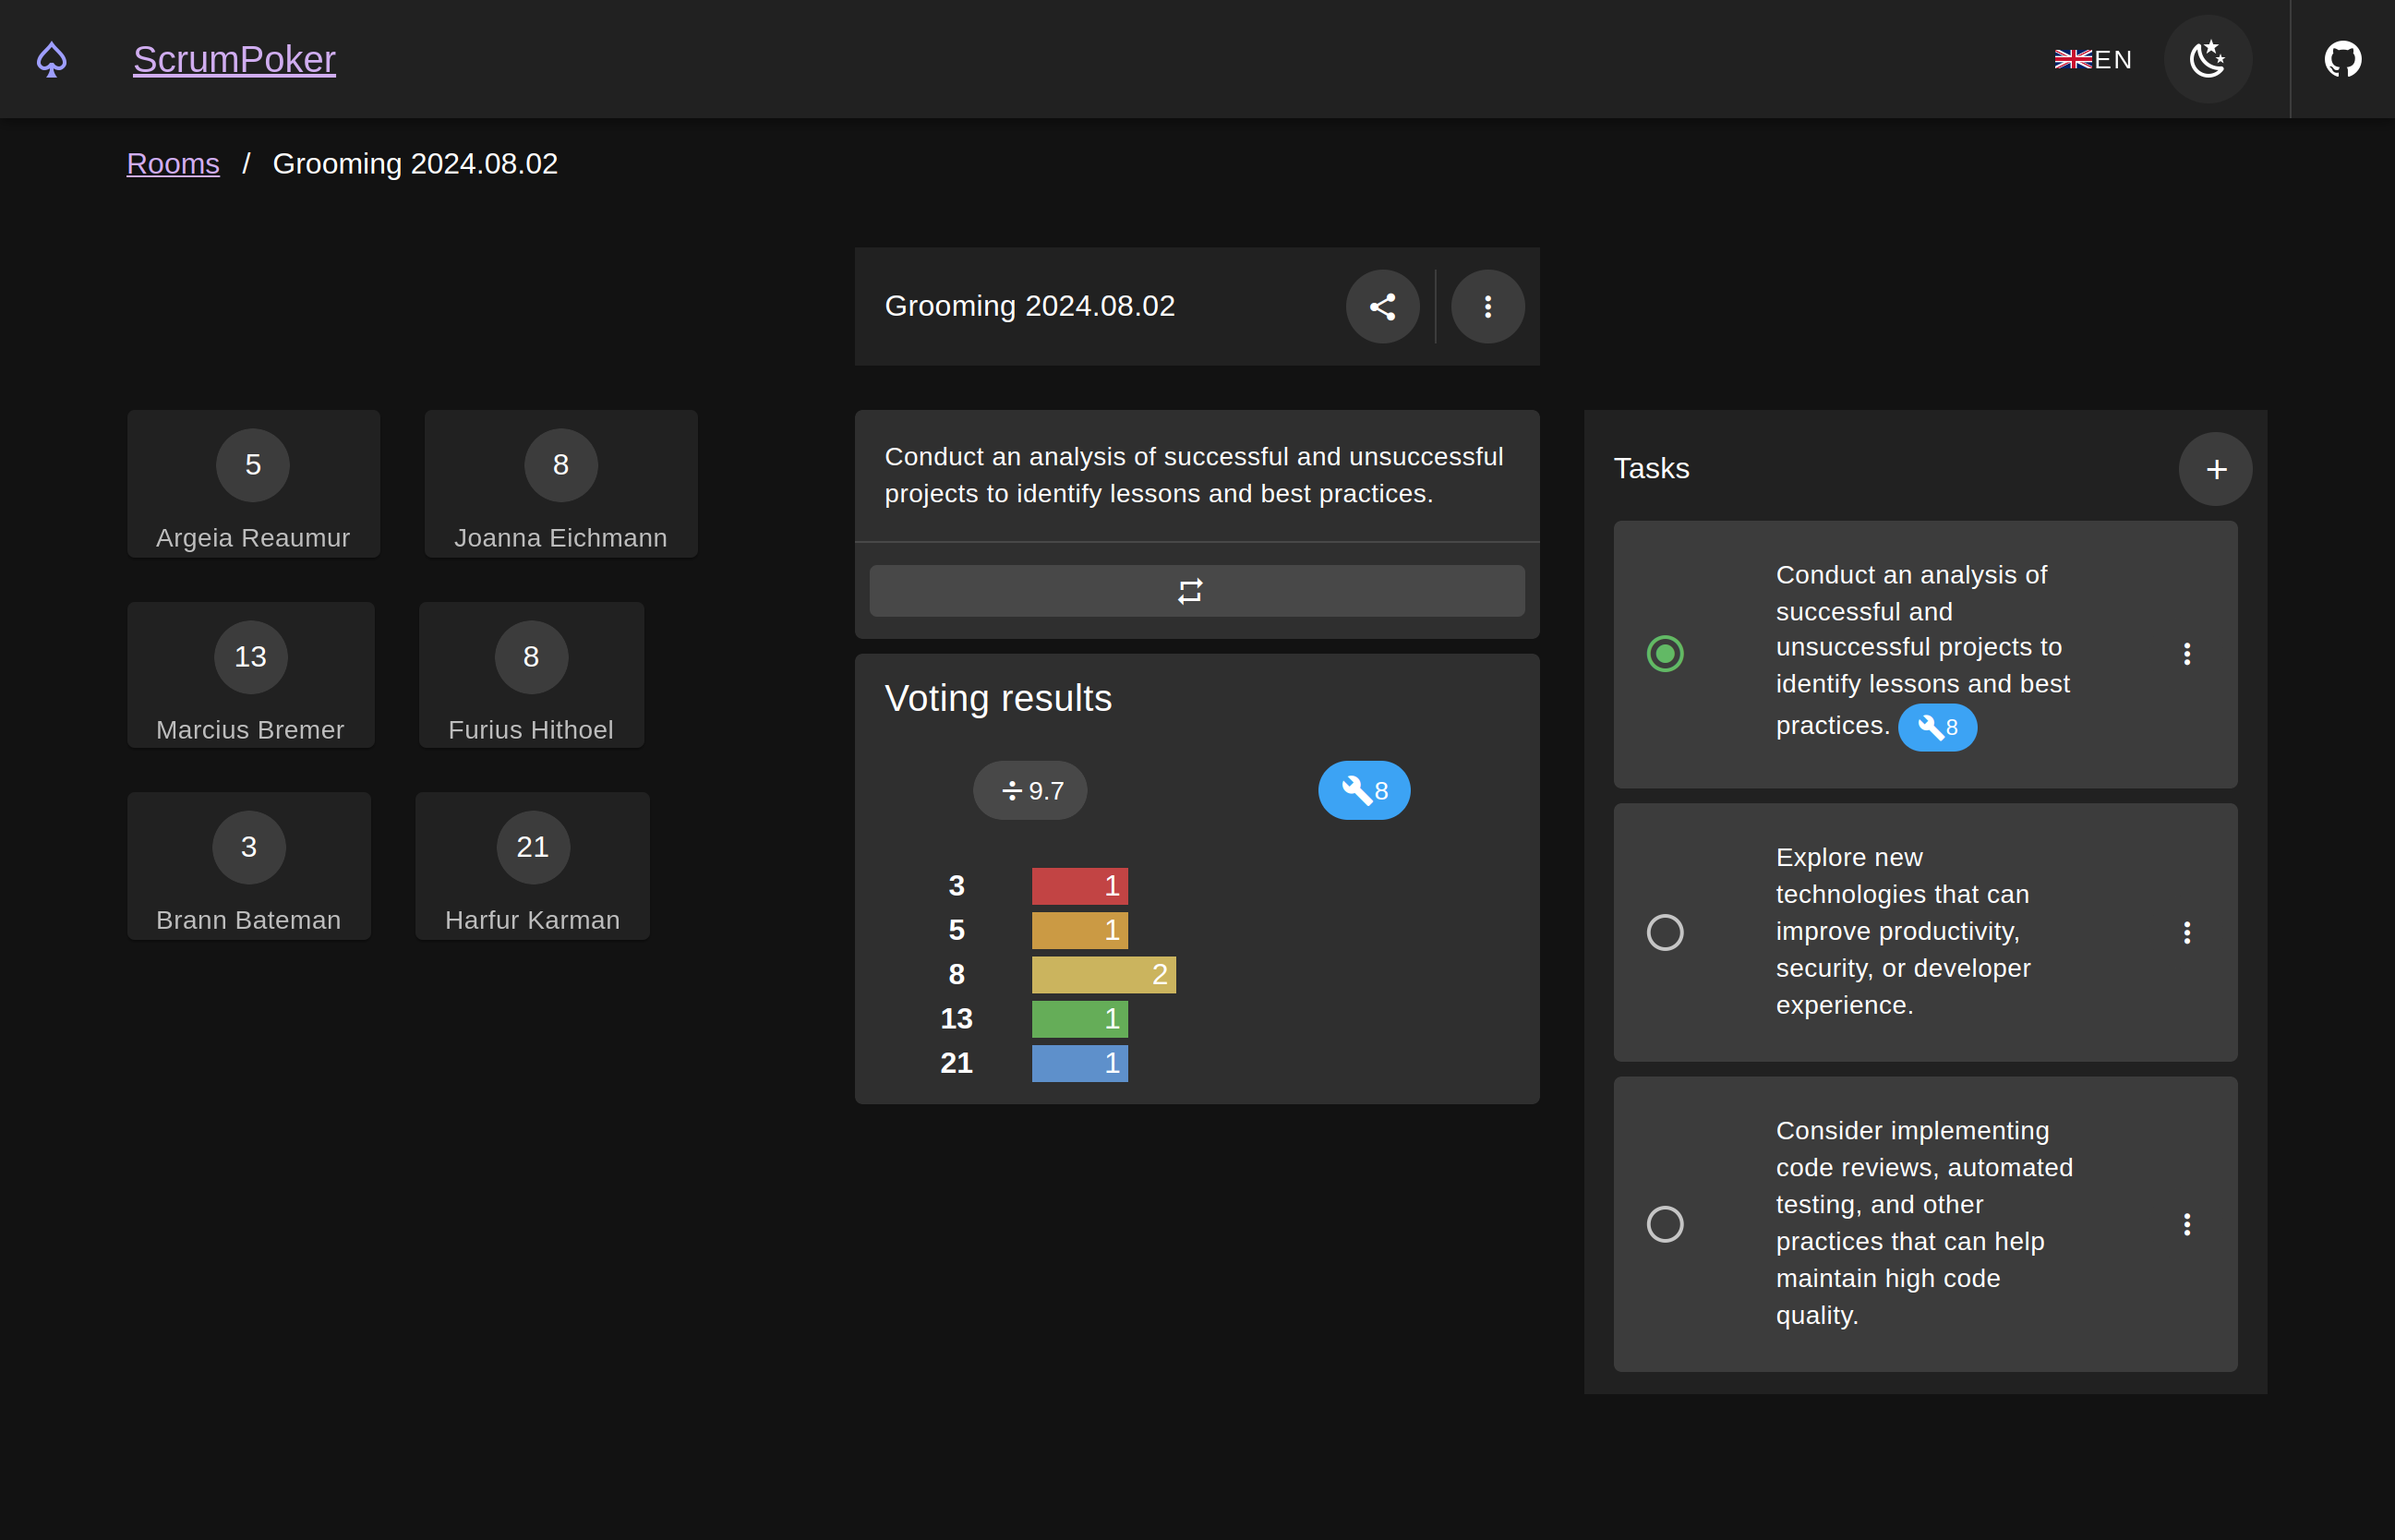 ScrumPoker
EN
Rooms / Grooming 2024.08.02
Grooming 2024.08.02
5
Argeia Reaumur
8
Joanna Eichmann
13
Marcius Bremer
8
Furius Hithoel
3
Brann Bateman
21
Harfur Karman
Conduct an analysis of successful and unsuccessful
projects to identify lessons and best practices.
Voting results
÷9.7
8
3 1
5 1
8 2
13 1
21 1
Tasks
Conduct an analysis of
successful and
unsuccessful projects to
identify lessons and best
practices. 8
Explore new
technologies that can
improve productivity,
security, or developer
experience.
Consider implementing
code reviews, automated
testing, and other
practices that can help
maintain high code
quality.